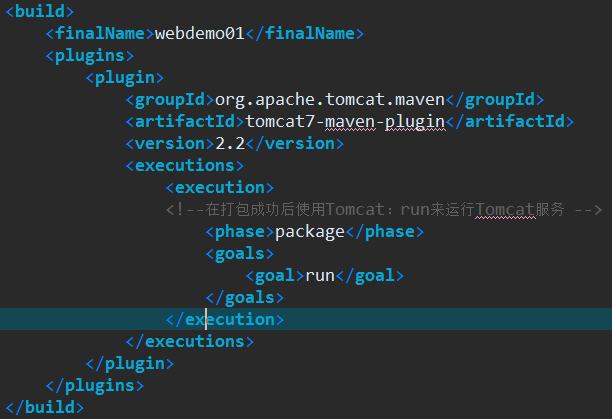 <build>
<finalName>webdemo01</finalName>
<plugins>
<plugin>
<groupId>org.apache.tomcat.maven</groupId>
<artifactId>tomcat7-maven-plugin</artifactId>
<version>2.2</version>
<executions>
<execution>
<!--在打包成功后使用Tomcat：run来运行Tomcat服务 -->
<phase>package</phase>
<goals>
<goal>run</goal>
</goals>
</execution>
</executions>
</plugin>
</plugins>
</build>